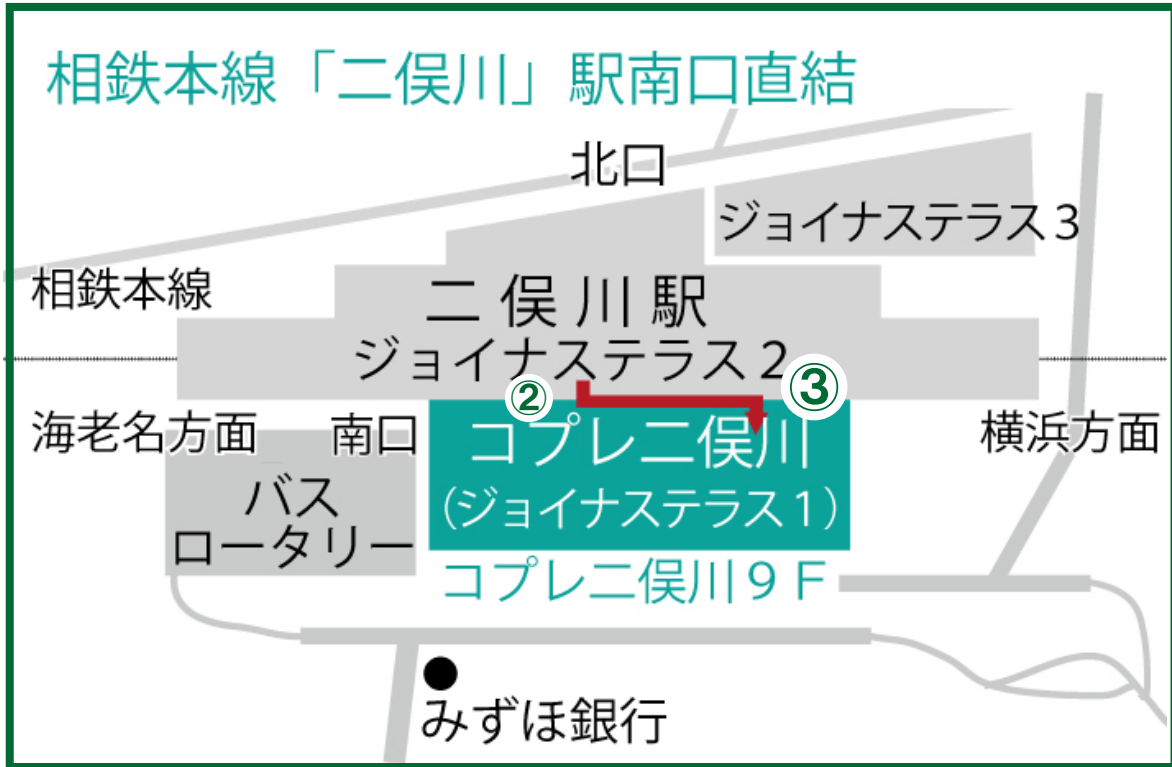 相鉄本線「二俣川」駅南口直結
北口
ジョイナステラス３
相鉄本線
二俣川駅
ジョイナステラス２
②
③
海老名方面
南口
コプレ二俣川
横浜方面
（ジョイナステラス１）
バス
ロータリー
コプレ二俣川９Ｆ
みずほ銀行